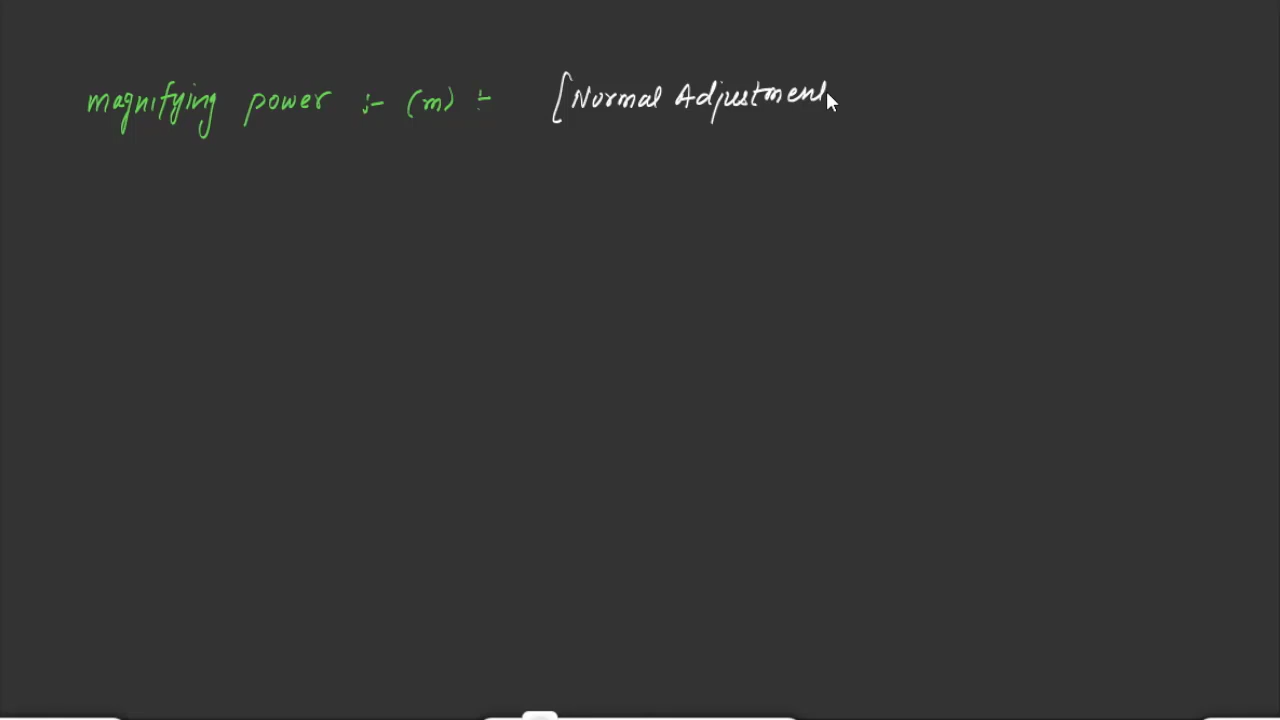 magnifying power :- (m) :- [Normal Adjustment